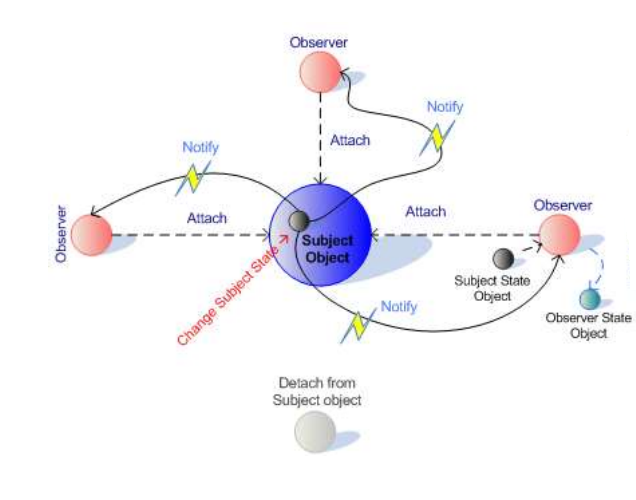 Observer
Notify
Attach
Notify
Observer
Attach
Attach
Observer
Subject
Object
Change Subject State
Subject State
Object
Notify
Observer State
Object
Detach from
Subject object